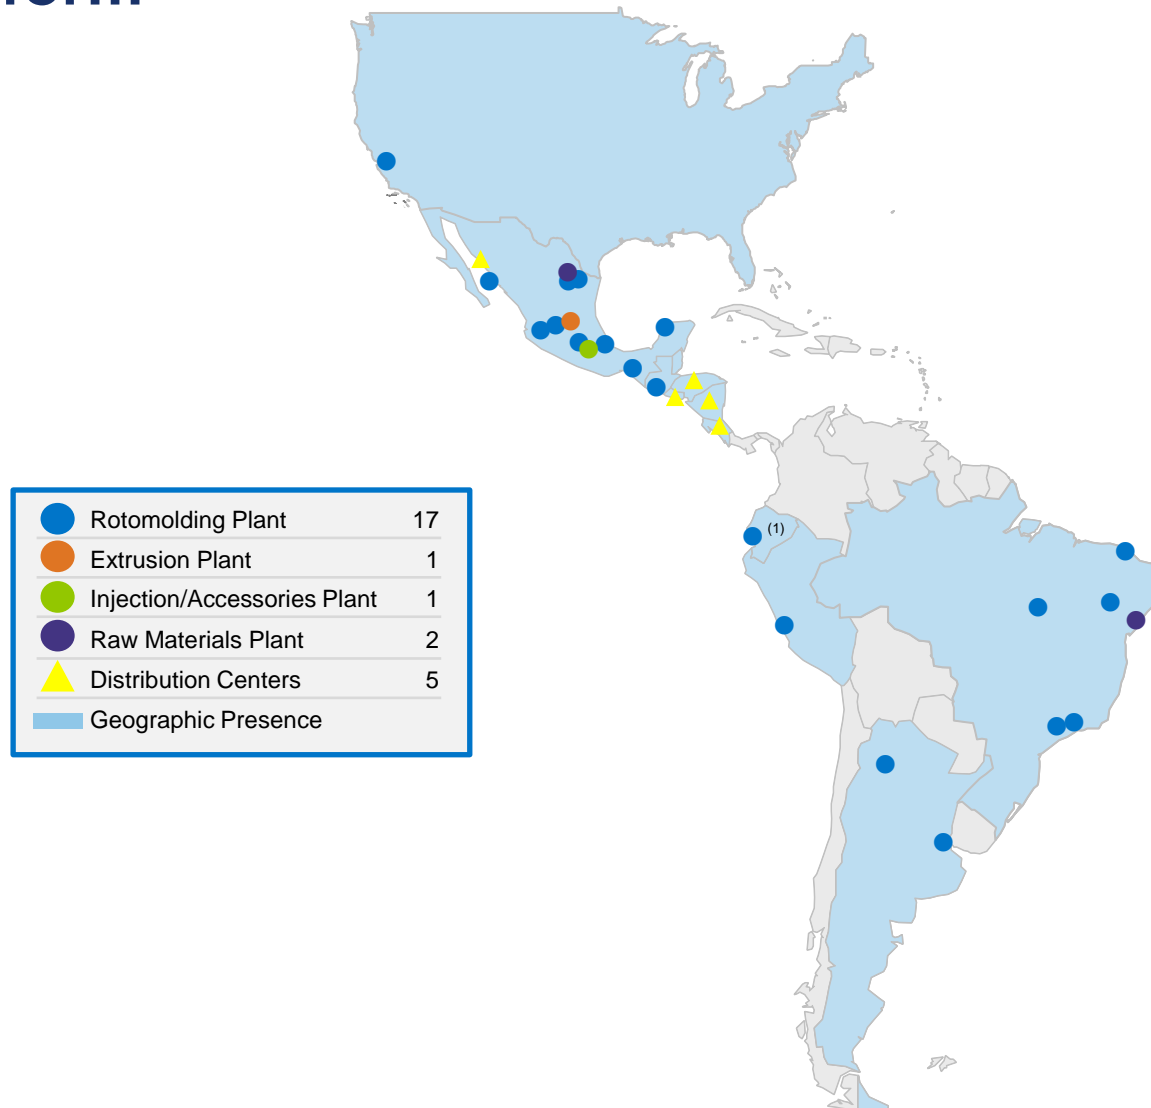 (1)
Rotomolding Plant 17
Extrusion Plant 1
Injection/Accessories Plant 1
Raw Materials Plant 2
Distribution Centers 5
Geographic Presence